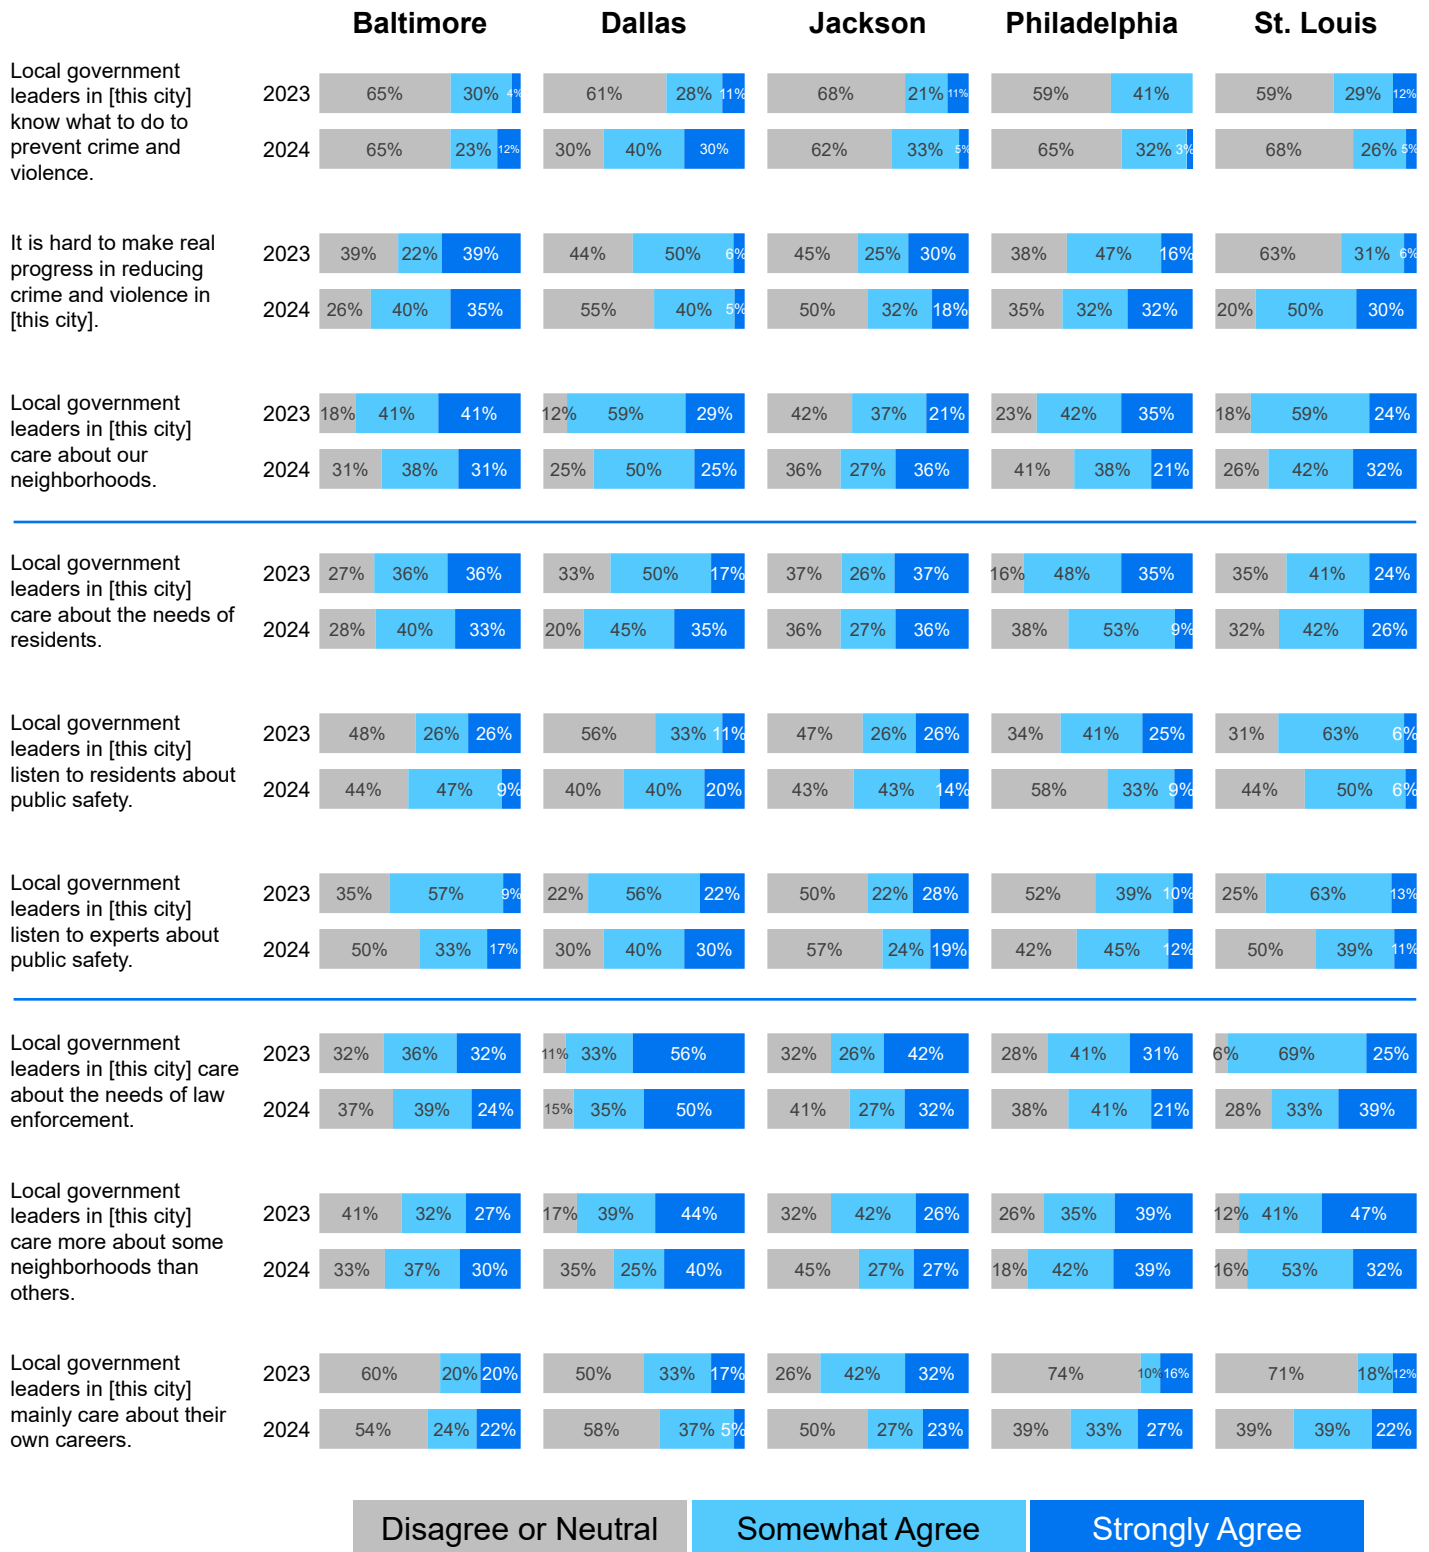 Baltimore Dallas Jackson Philadelphia St. Louis
Local government
leaders in [this city]
know what to do to
prevent crime and
violence.
2023 65% 30% 4% 61% 28% 11% 68% 21% 11% 59% 41% 59% 29% 12%
2024 65% 23% 12% 30% 40% 30% 62% 33% 5% 65% 32% 3% 68% 26% 5%
It is hard to make real
progress in reducing
crime and violence in
[this city].
2023 39% 22% 39% 44% 50% 6% 45% 25% 30% 38% 47% 16% 63% 31% 6%
2024 26% 40% 35% 55% 40% 5% 50% 32% 18% 35% 32% 32% 20% 50% 30%
Local government
leaders in [this city]
care about our
neighborhoods.
2023 18% 41% 41% 12% 59% 29% 42% 37% 21% 23% 42% 35% 18% 59% 24%
2024 31% 38% 31% 25% 50% 25% 36% 27% 36% 41% 38% 21% 26% 42% 32%
Local government
leaders in [this city]
care about the needs of
residents.
2023 27% 36% 36% 33% 50% 17% 37% 26% 37% 16% 48% 35% 35% 41% 24%
2024 28% 40% 33% 20% 45% 35% 36% 27% 36% 38% 53% 9% 32% 42% 26%
Local government
leaders in [this city]
listen to residents about
public safety.
2023 48% 26% 26% 56% 33% 11% 47% 26% 26% 34% 41% 25% 31% 63% 6%
2024 44% 47% 9% 40% 40% 20% 43% 43% 14% 58% 33% 9% 44% 50% 6%
Local government
leaders in [this city]
listen to experts about
public safety.
2023 35% 57% 9% 22% 56% 22% 50% 22% 28% 52% 39% 10% 25% 63% 13%
2024 50% 33% 17% 30% 40% 30% 57% 24% 19% 42% 45% 12% 50% 39% 11%
Local government
leaders in [this city] care
about the needs of law
enforcement.
2023 32% 36% 32% 11% 33% 56% 32% 26% 42% 28% 41% 31% 6% 69% 25%
2024 37% 39% 24% 15% 35% 50% 41% 27% 32% 38% 41% 21% 28% 33% 39%
Local government
leaders in [this city]
care more about some
neighborhoods than
others.
2023 41% 32% 27% 17% 39% 44% 32% 42% 26% 26% 35% 39% 12% 41% 47%
2024 33% 37% 30% 35% 25% 40% 45% 27% 27% 18% 42% 39% 16% 53% 32%
Local government
leaders in [this city]
mainly care about their
own careers.
2023 60% 20% 20% 50% 33% 17% 26% 42% 32% 74% 10% 16% 71% 18% 12%
2024 54% 24% 22% 58% 37% 5% 50% 27% 23% 39% 33% 27% 39% 39% 22%
Disagree or Neutral Somewhat Agree Strongly Agree